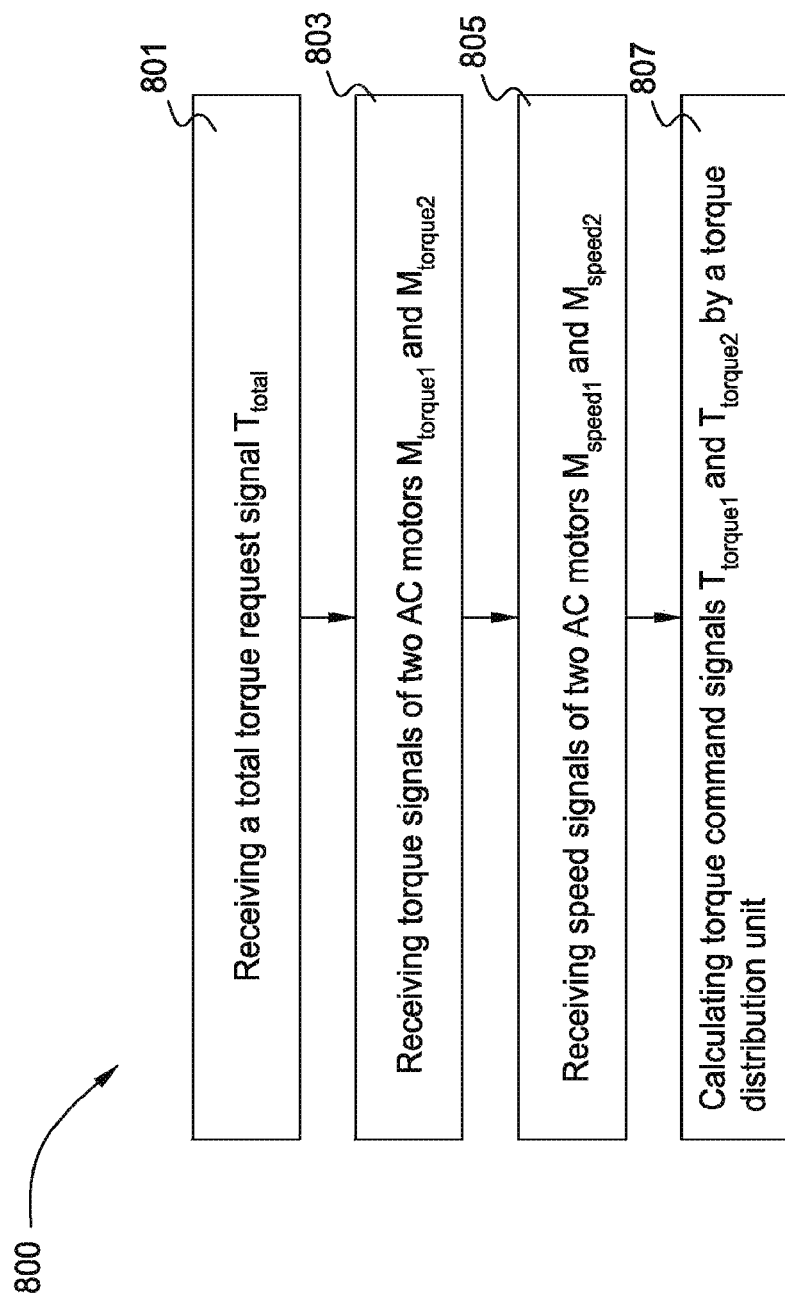 800
801
Receiving a total torque request signal T_total
803
Receiving torque signals of two AC motors M_torque1 and M_torque2
805
Receiving speed signals of two AC motors M_speed1 and M_speed2
807
Calculating torque command signals T_torque1 and T_torque2 by a torque
distribution unit